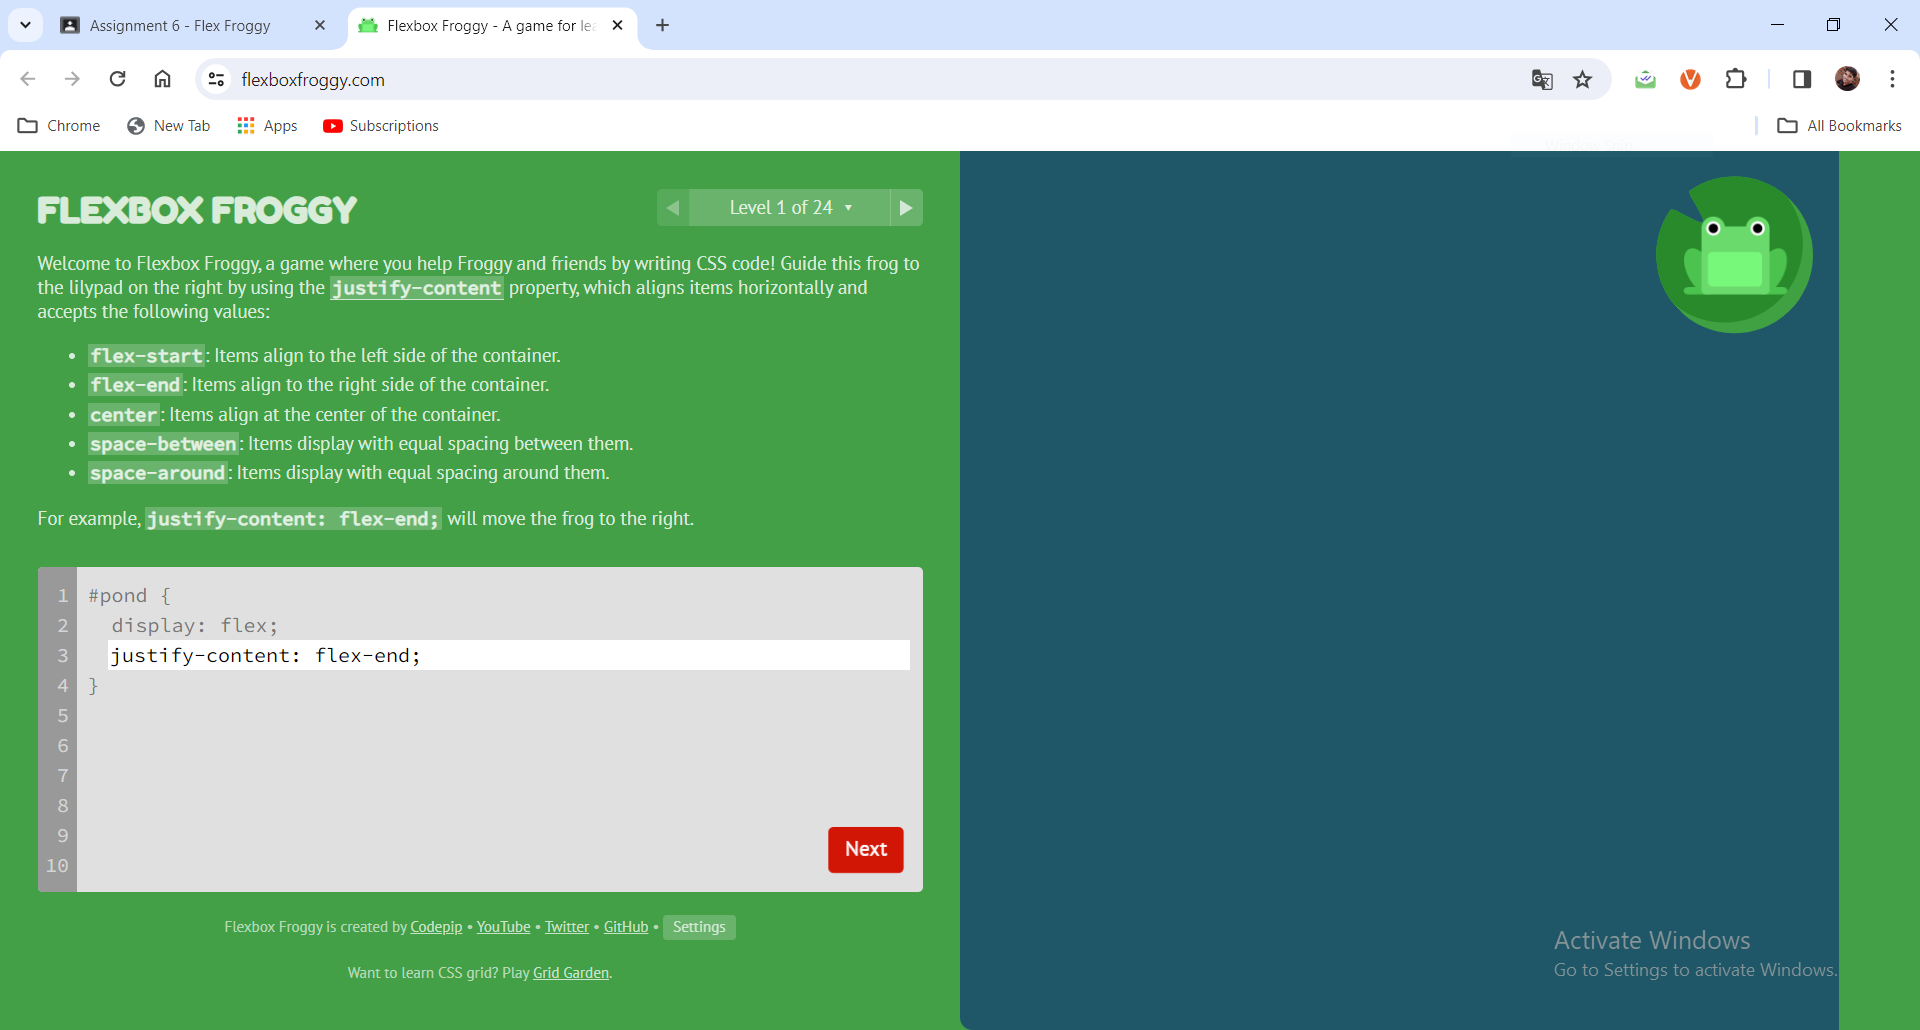 Assignment 6 - Flex Froggy
Flexbox Froggy - A game for lea
flexboxfroggy.com
Chrome New Tab Apps Subscriptions All Bookmarks
FLEXBOX FROGGY
Level 1 of 24
Welcome to Flexbox Froggy, a game where you help Froggy and friends by writing CSS code! Guide this frog to
the lilypad on the right by using the justify-content property, which aligns items horizontally and
accepts the following values:
• flex-start: Items align to the left side of the container.
• flex-end: Items align to the right side of the container.
• center: Items align at the center of the container.
• space-between: Items display with equal spacing between them.
• space-around: Items display with equal spacing around them.
For example, justify-content: flex-end; will move the frog to the right.
1 #pond {
2 display: flex;
3 justify-content: flex-end;
4 }
5
6
7
8
9
10
Next
Flexbox Froggy is created by Codepip • YouTube • Twitter • GitHub • Settings
Want to learn CSS grid? Play Grid Garden.
Activate Windows
Go to Settings to activate Windows.